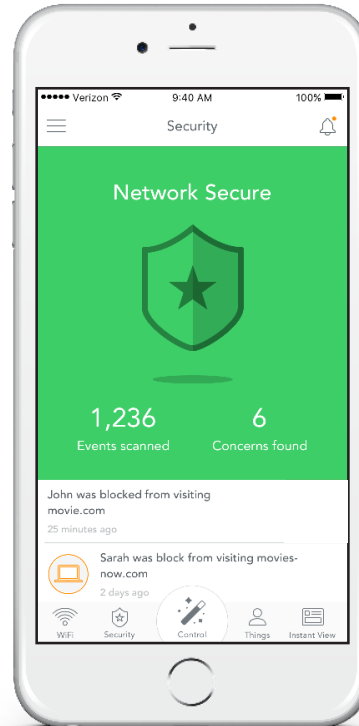 Verizon 9:40 AM 100%
Security
Network Secure
1,236 6
Events scanned Concerns found
John was blocked from visiting
movie.com
25 minutes ago
Sarah was block from visiting movies-
now.com
2 days ago
WiFi Security Control Things Instant View